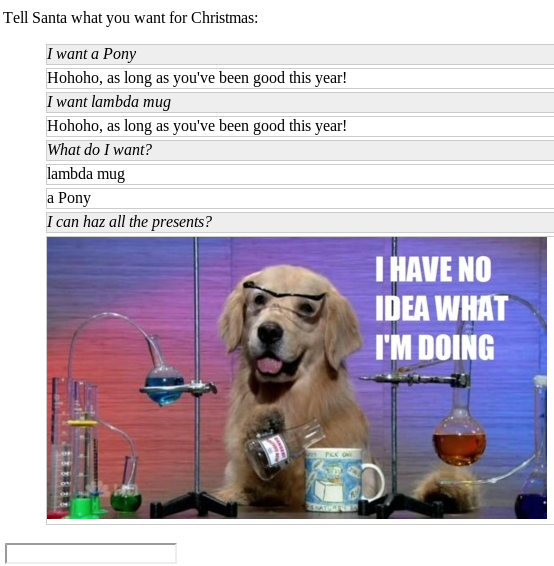 Tell Santa what you want for Christmas:
I want a Pony
Hohoho, as long as you've been good this year!
I want lambda mug
Hohoho, as long as you've been good this year!
What do I want?
lambda mug
a Pony
I can haz all the presents?
I HAVE NO
IDEA WHAT
I'M DOING